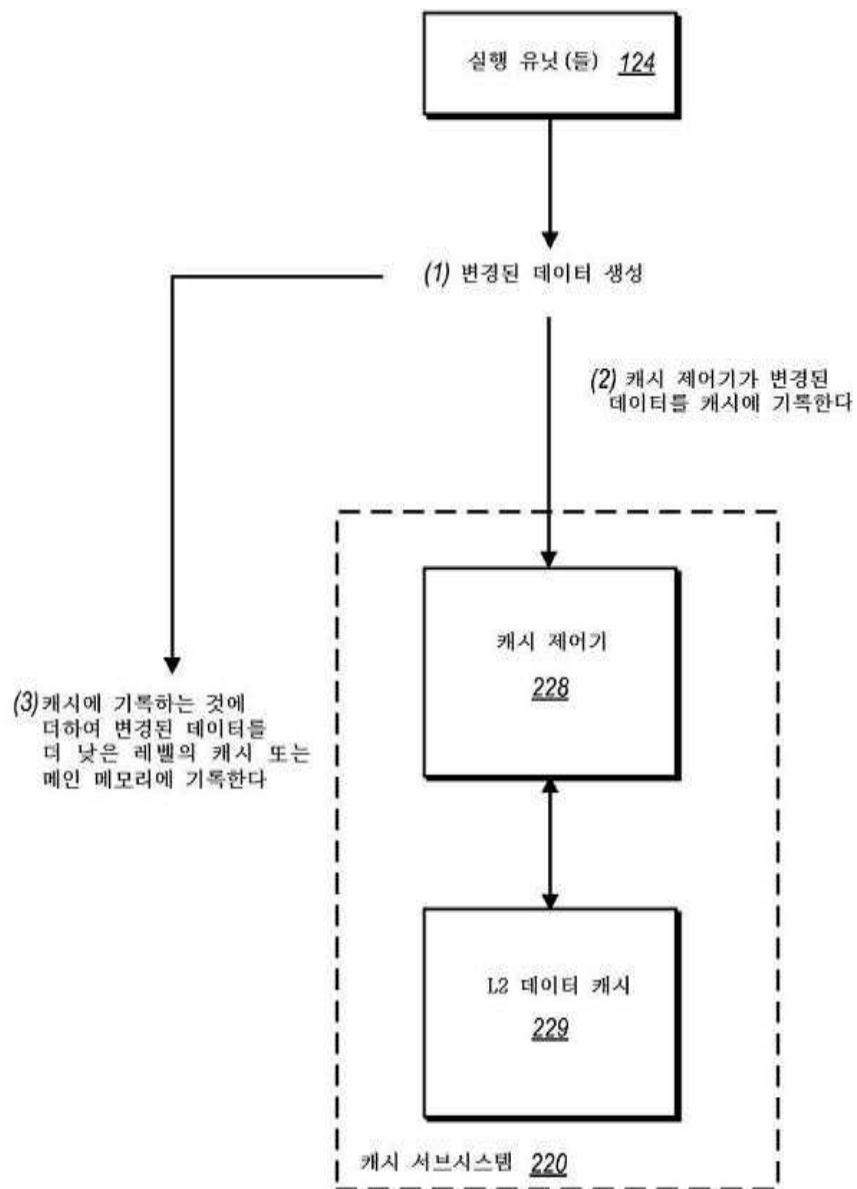 실행 유닛(들) 124
(1) 변경된 데이터 생성
(2) 캐시 제어기가 변경된
데이터를 캐시에 기록한다
캐시 제어기
228
(3) 캐시에 기록하는 것에
더하여 변경된 데이터를
더 낮은 레벨의 캐시 또는
메인 메모리에 기록한다
L2 데이터 캐시
229
캐시 서브시스템 220